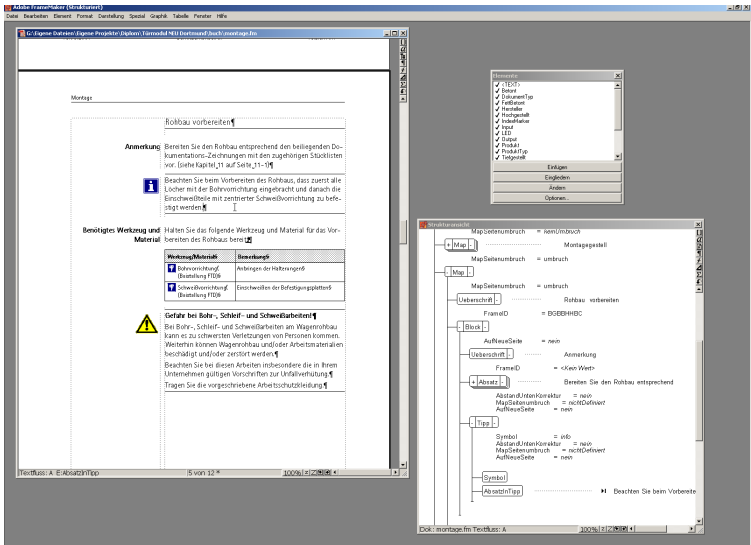 Adobe FrameMaker (Strukturiert)
Datei Bearbeiten Element Format Darstellung Spezial Graphik Tabelle Fenster Hilfe
G:\Eigene Dateien\Eigene Projekte\Diplom\Türmodul NEU Dortmund\buch\montage.fm
Montage
Rohbau vorbereiten¶
Anmerkung Bereiten Sie den Rohbau entsprechend den beiliegenden Do-
kumentations-Zeichnungen mit den zugehörigen Stücklisten
vor. (siehe Kapitel 11 auf Seite 11-1)¶
Beachten Sie beim Vorbereiten des Rohbaus, dass zuerst alle
Löcher mit der Bohrvorrichtung eingebracht und danach die
Einschweißteile mit zentrierter Schweißvorrichtung zu befe-
stigt werden.¶
Benötigtes Werkzeug und Material
Halten Sie das folgende Werkzeug und Material für das Vor-
bereiten des Rohbaus bereit:¶
Werkzeug/Material§ Bemerkung§
Bohrvorrichtung
(Beistellung FTD)§
Anbringen der Halterungen§
Schweißvorrichtung
(Beistellung FTD)§
Einschweißen der Befestigungsplatten§
Gefahr bei Bohr-, Schleif- und Schweißarbeiten!¶
Bei Bohr-, Schleif- und Schweißarbeiten am Wagenrohbau
kann es zu schwersten Verletzungen von Personen kommen.
Weiterhin können Wagenrohbau und/oder Arbeitsmaterialien
beschädigt und/oder zerstört werden.¶
Beachten Sie bei diesen Arbeiten insbesondere die in Ihrem
Unternehmen gültigen Vorschriften zur Unfallverhütung.¶
Tragen Sie die vorgeschriebene Arbeitsschutzkleidung.¶
Textfluss: A E:AbsatzInTipp 5 von 12 * 100%
Elemente
<TEXT>
Betont
DokumentTyp
FettBetont
Hersteller
Hochgestellt
IndexMarker
Input
LED
Output
Produkt
ProduktTyp
Tiefgestellt
Einfügen
Eingliedern
Ändern
Optionen...
Strukturansicht
MapSeitenumbruch = keinUmbruch
Map Montagegestell
MapSeitenumbruch = umbruch
Map
MapSeitenumbruch = umbruch
Ueberschrift Rohbau vorbereiten
FrameID = BGBBHHBC
Block
AufNeueSeite = nein
Ueberschrift Anmerkung
FrameID = <Kein Wert>
Absatz Bereiten Sie den Rohbau entsprechend
AbstandUntenKorrektur = nein
MapSeitenumbruch = nichtDefiniert
AufNeueSeite = nein
Tipp
Symbol = info
AbstandUntenKorrektur = nein
MapSeitenumbruch = nichtDefiniert
AufNeueSeite = nein
Symbol
AbsatzInTipp Beachten Sie beim Vorbereite
Dok.: montage.fm Textfluss: A 100%